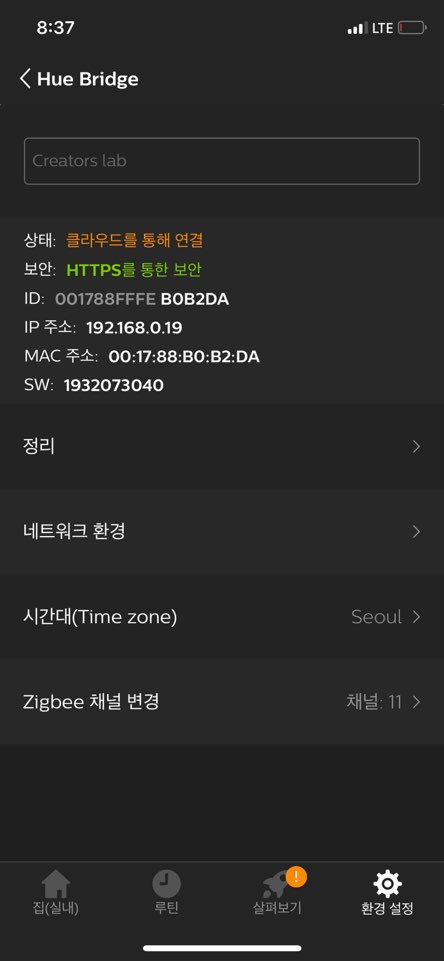 8:37
LTE
Hue Bridge
Creators lab
상태: 클라우드를 통해 연결
보안: HTTPS를 통한 보안
ID: 001788FFFE B0B2DA
IP 주소: 192.168.0.19
MAC 주소: 00:17:88:B0:B2:DA
SW: 1932073040
정리
네트워크 환경
시간대(Time zone) Seoul
Zigbee 채널 변경 채널: 11
!
집(실내) 루틴 살펴보기 환경 설정